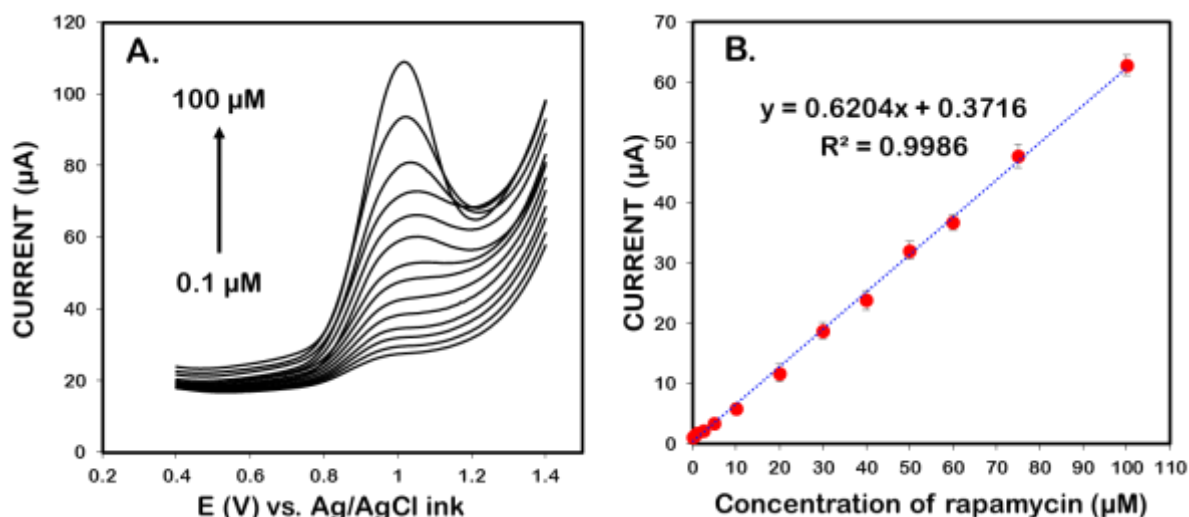 A.
100 µM
0.1 µM
CURRENT (µA)
120
100
80
60
40
20
0
0.2 0.4 0.6 0.8 1 1.2 1.4
E (V) vs. Ag/AgCl ink
B.
y = 0.6204x + 0.3716
R² = 0.9986
CURRENT (µA)
70
60
50
40
30
20
10
0
0 10 20 30 40 50 60 70 80 90 100 110
Concentration of rapamycin (µM)